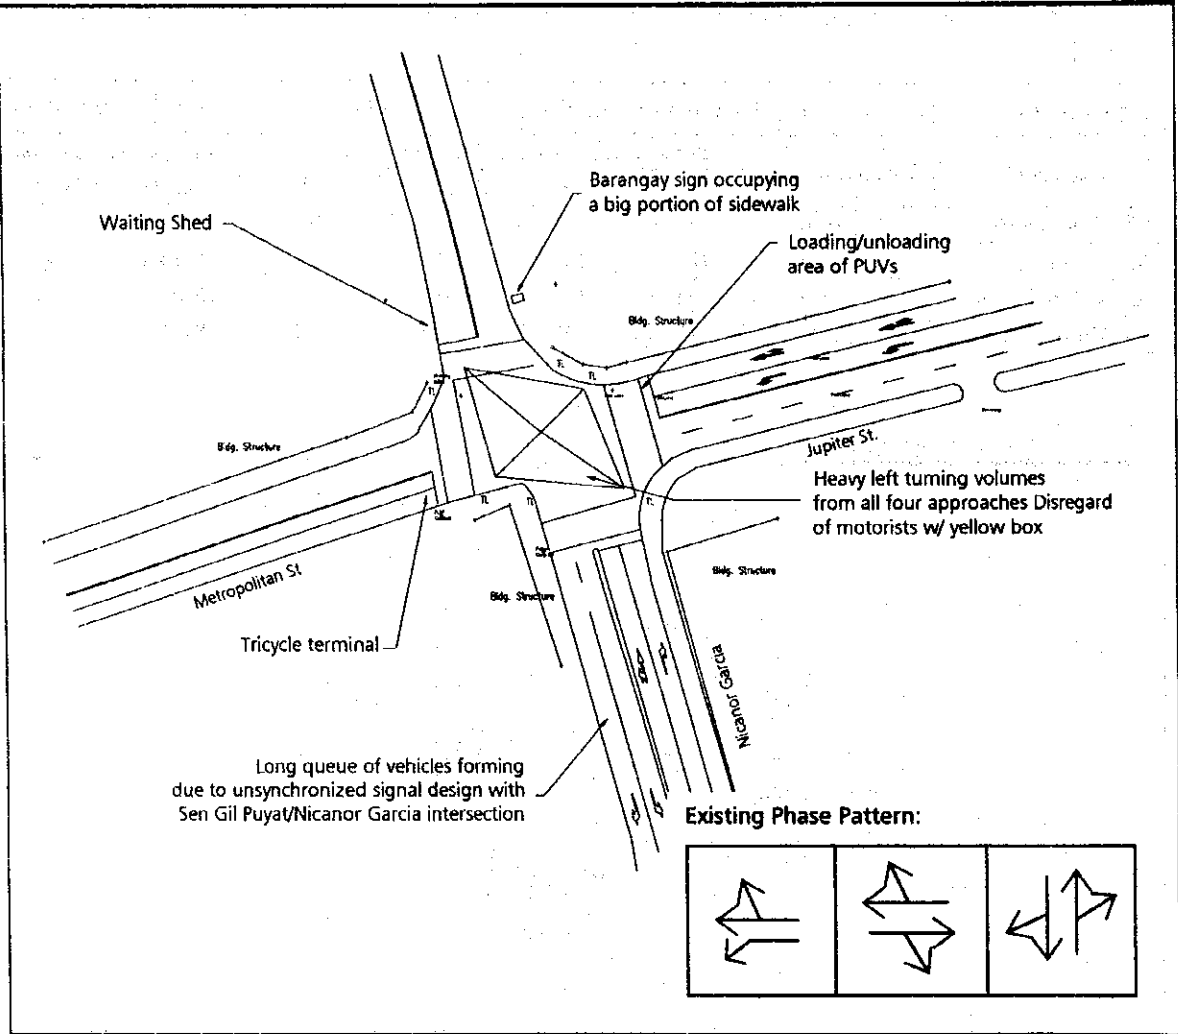 Barangay sign occupying
a big portion of sidewalk
Waiting Shed
Loading/unloading
area of PUVs
Bldg. Structure
Bldg. Structure
Jupiter St.
Heavy left turning volumes
from all four approaches Disregard
of motorists w/ yellow box
Bldg. Structure
Bldg. Structure
Metropolitan St
Tricycle terminal
Nicanor Garcia
Long queue of vehicles forming
due to unsynchronized signal design with
Sen Gil Puyat/Nicanor Garcia intersection
Existing Phase Pattern: